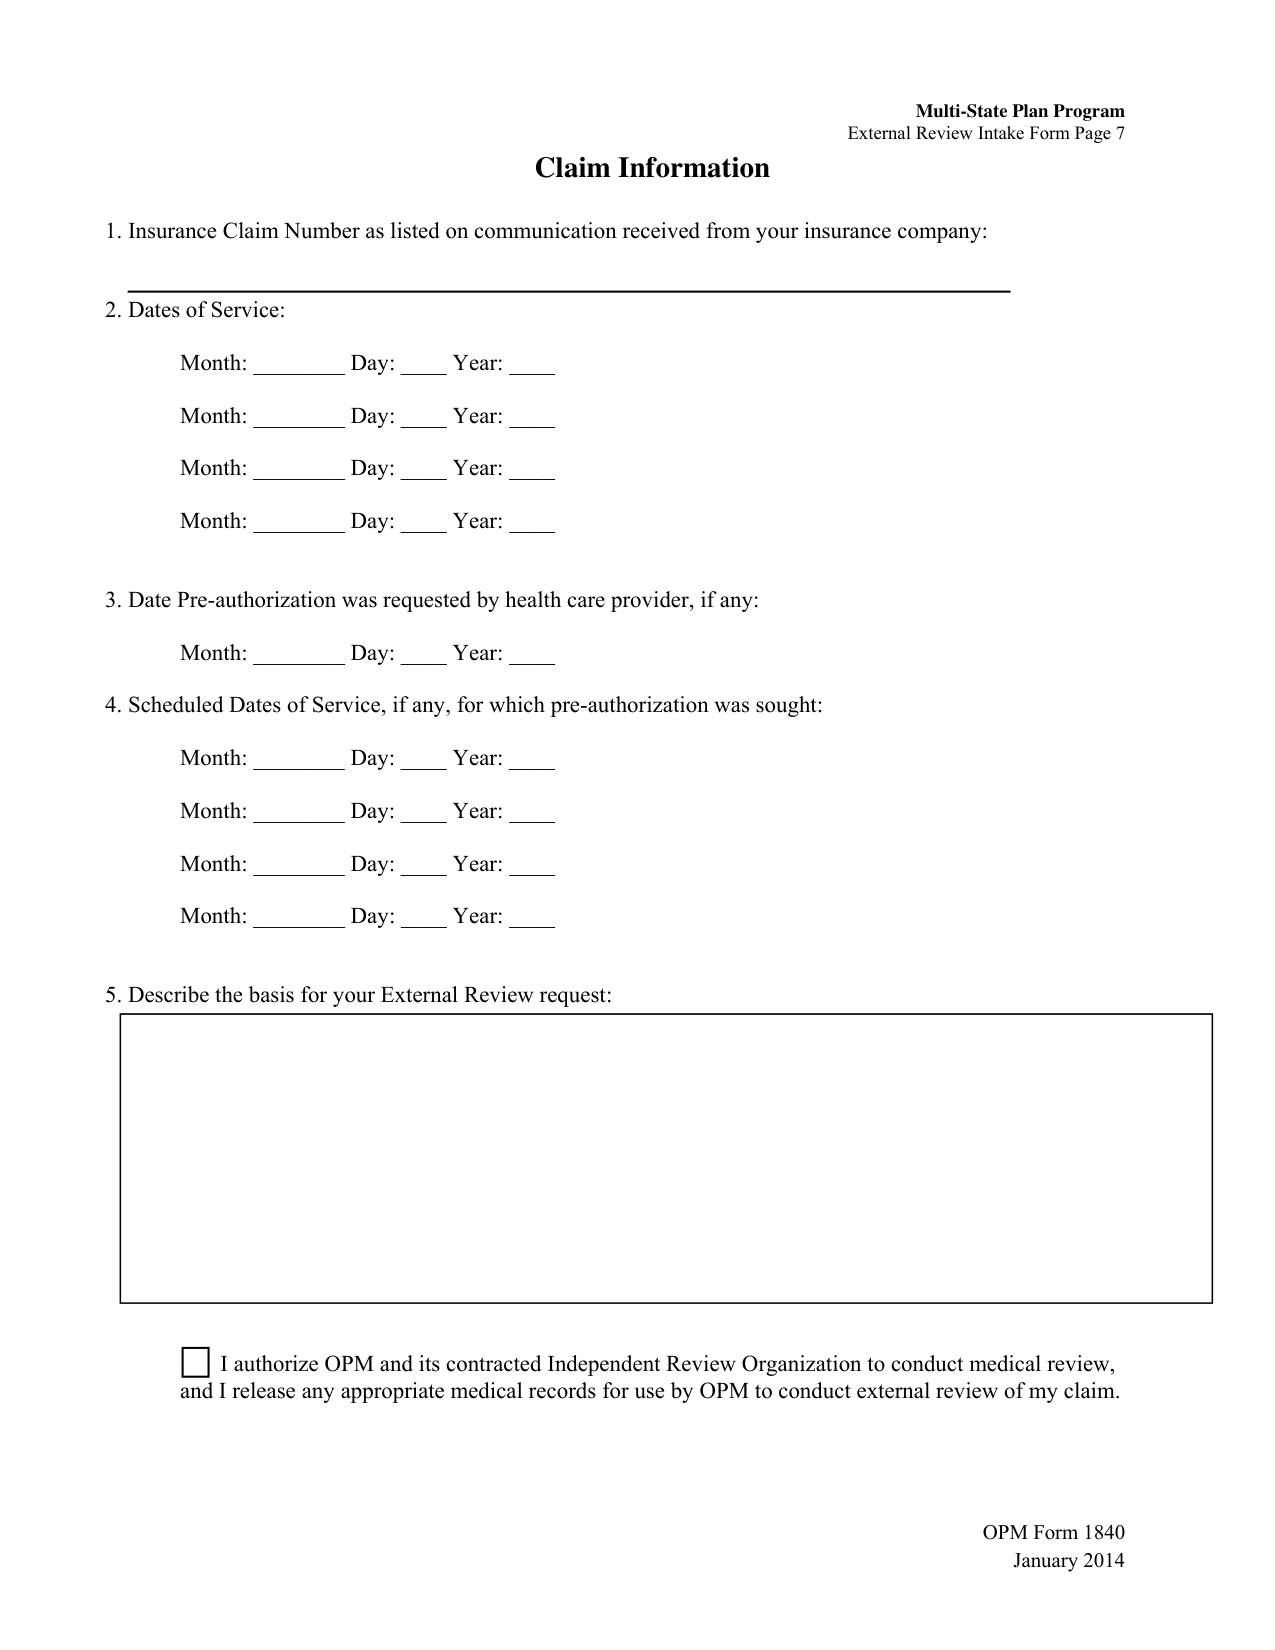 Multi-State Plan Program
External Review Intake Form Page 7
Claim Information
1. Insurance Claim Number as listed on communication received from your insurance company:
2. Dates of Service:
Month: ________ Day: ____ Year: ____
Month: ________ Day: ____ Year: ____
Month: ________ Day: ____ Year: ____
Month: ________ Day: ____ Year: ____
3. Date Pre-authorization was requested by health care provider, if any:
Month: ________ Day: ____ Year: ____
4. Scheduled Dates of Service, if any, for which pre-authorization was sought:
Month: ________ Day: ____ Year: ____
Month: ________ Day: ____ Year: ____
Month: ________ Day: ____ Year: ____
Month: ________ Day: ____ Year: ____
5. Describe the basis for your External Review request:
I authorize OPM and its contracted Independent Review Organization to conduct medical review,
and I release any appropriate medical records for use by OPM to conduct external review of my claim.
OPM Form 1840
January 2014